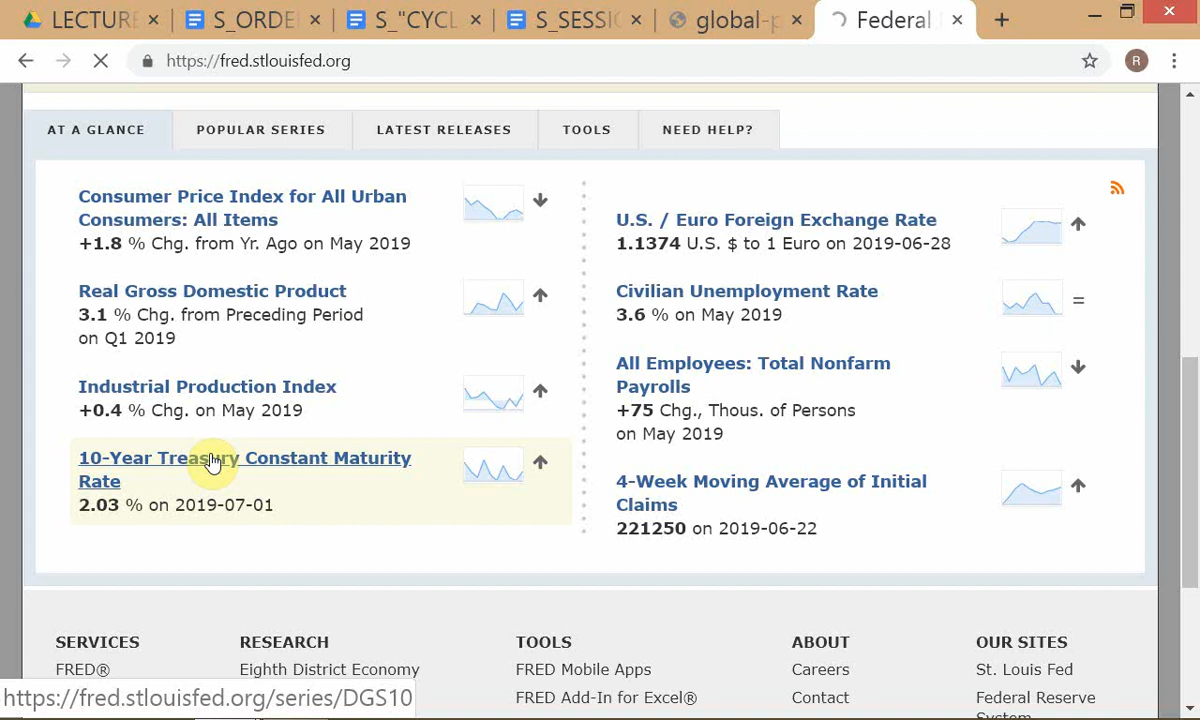 LECTURE
S_ORDE
S_"CYCL
S_SESSIO
global-p
Federal
https://fred.stlouisfed.org
R
AT A GLANCE
POPULAR SERIES
LATEST RELEASES
TOOLS
NEED HELP?
Consumer Price Index for All Urban
Consumers: All Items
+1.8 % Chg. from Yr. Ago on May 2019
Real Gross Domestic Product
3.1 % Chg. from Preceding Period
on Q1 2019
Industrial Production Index
+0.4 % Chg. on May 2019
10-Year Treasury Constant Maturity
Rate
2.03 % on 2019-07-01
U.S. / Euro Foreign Exchange Rate
1.1374 U.S. $ to 1 Euro on 2019-06-28
Civilian Unemployment Rate
3.6 % on May 2019
=
All Employees: Total Nonfarm
Payrolls
+75 Chg., Thous. of Persons
on May 2019
4-Week Moving Average of Initial
Claims
221250 on 2019-06-22
SERVICES
FRED®
RESEARCH
Eighth District Economy
TOOLS
FRED Mobile Apps
FRED Add-In for Excel®
ABOUT
Careers
Contact
OUR SITES
St. Louis Fed
Federal Reserve
System
https://fred.stlouisfed.org/series/DGS10